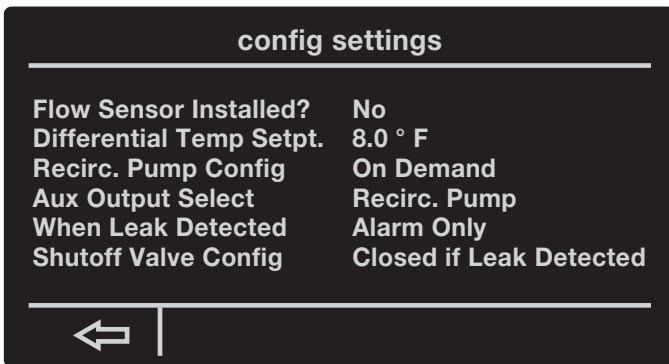 config settings
Flow Sensor Installed? No
Differential Temp Setpt. 8.0 ° F
Recirc. Pump Config On Demand
Aux Output Select Recirc. Pump
When Leak Detected Alarm Only
Shutoff Valve Config Closed if Leak Detected